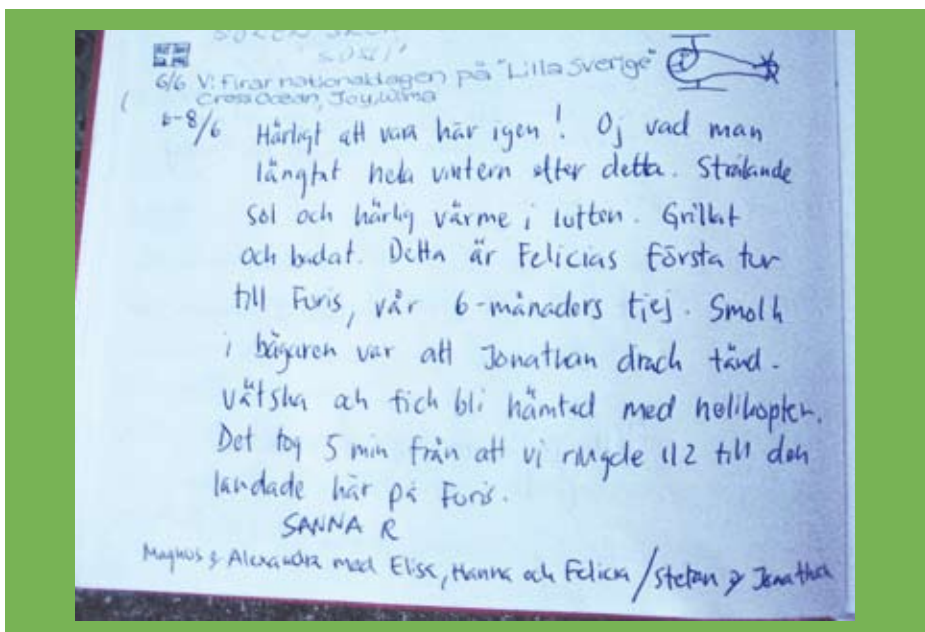 6/6 Vi firar nationaldagen på "Lilla Sverige"
Cross Ocean, Joy, Wilma
6-8/6 Härligt att vara här igen! Oj vad man
längtat hela vintern efter detta. Strålande
sol och härlig värme i luften. Grillat
och badat. Detta är Felicias första tur
till Furis, vår 6-månaders tjej. Smolk
i bägaren var att Jonathan drack tänd-
vätska och fick bli hämtad med helikopter.
Det tog 5 min från att vi ringde 112 till den
landade här på Furis.
SANNA R
Magnus & Alexandra med Elise, Hanna och Felicia / Stefan & Jonathan